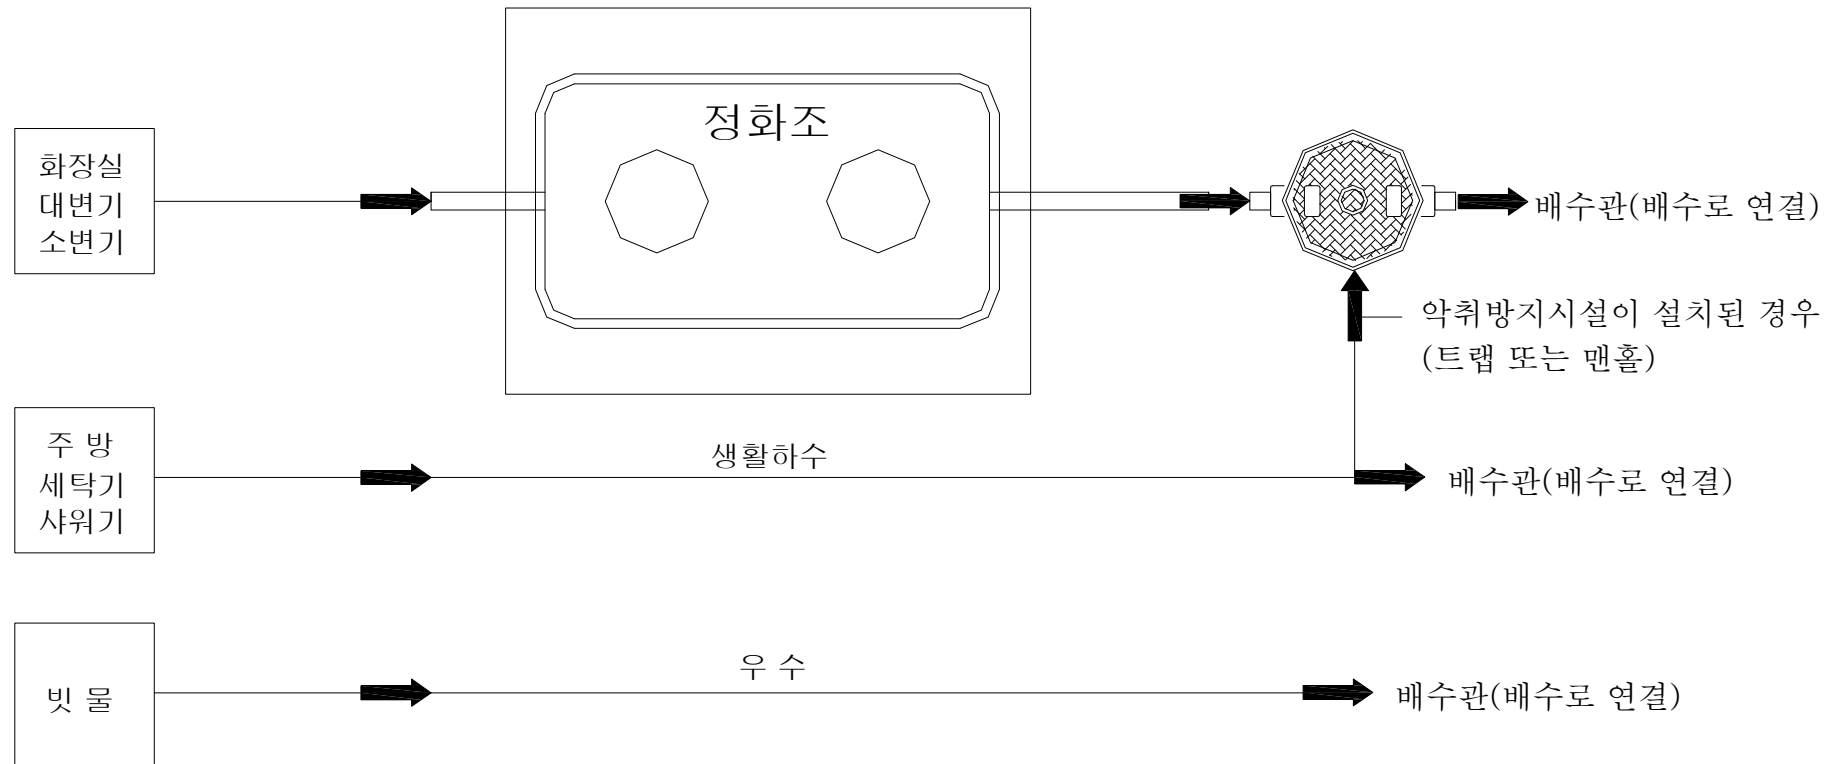 정화조
화장실
대변기
소변기
배수관(배수로 연결)
악취방지시설이 설치된 경우
(트랩 또는 맨홀)
주 방
세탁기
샤워기
생활하수
배수관(배수로 연결)
빗 물
우 수
배수관(배수로 연결)